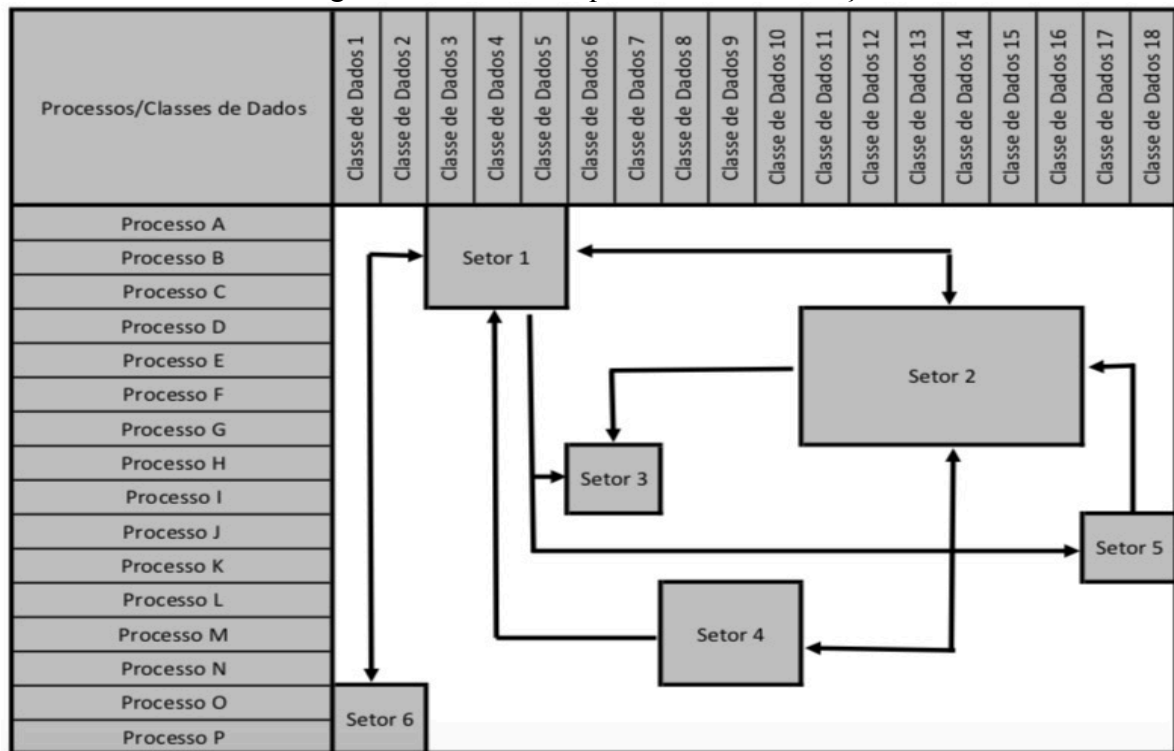 Processos/Classes de Dados
Classe de Dados 1
Classe de Dados 2
Classe de Dados 3
Classe de Dados 4
Classe de Dados 5
Classe de Dados 6
Classe de Dados 7
Classe de Dados 8
Classe de Dados 9
Classe de Dados 10
Classe de Dados 11
Classe de Dados 12
Classe de Dados 13
Classe de Dados 14
Classe de Dados 15
Classe de Dados 16
Classe de Dados 17
Classe de Dados 18
Processo A
Processo B
Processo C
Processo D
Processo E
Processo F
Processo G
Processo H
Processo I
Processo J
Processo K
Processo L
Processo M
Processo N
Processo O
Processo P
Setor 1
Setor 2
Setor 3
Setor 5
Setor 4
Setor 6